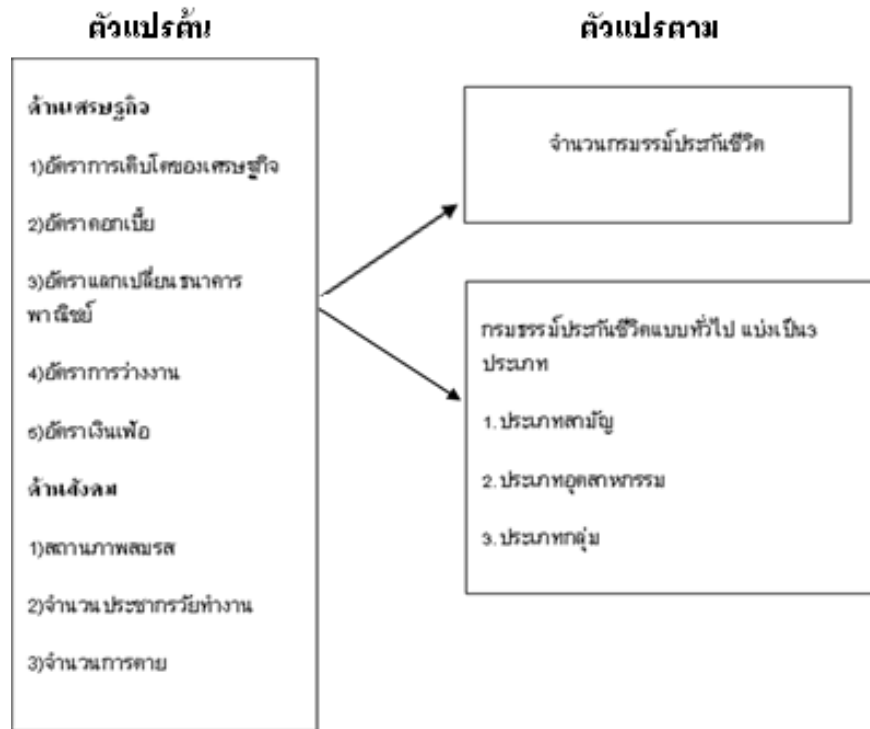 ตัวแปรต้น
ตัวแปรตาม
ด้านเศรษฐกิจ
1)อัตราการเติบโตของเศรษฐกิจ
2)อัตราดอกเบี้ย
3)อัตราแลกเปลี่ยนธนาคาร
พาณิชย์
4)อัตราการว่างงาน
5)อัตราเงินเฟ้อ
ด้านสังคม
1)สถานภาพสมรส
2)จำนวนประชากรวัยทำงาน
3)จำนวนการตาย
จำนวนกรมธรรม์ประกันชีวิต
กรมธรรม์ประกันชีวิตแบบทั่วไป แบ่งเป็น3
ประเภท
1.ประเภทสามัญ
2.ประเภทอุตสาหกรรม
3.ประเภทกลุ่ม